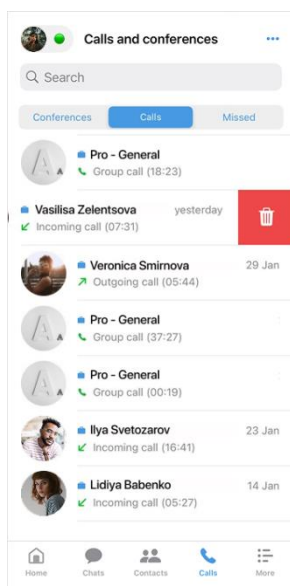 Calls and conferences
Search
Conferences Calls Missed
Pro - General
Group call (18:23)
Vasilisa Zelentsova yesterday
Incoming call (07:31)
Veronica Smirnova 29 Jan
Outgoing call (05:44)
Pro - General
Group call (37:27)
Pro - General
Group call (00:19)
Ilya Svetozarov 23 Jan
Incoming call (16:41)
Lidiya Babenko 14 Jan
Incoming call (05:27)
Home Chats Contacts Calls More